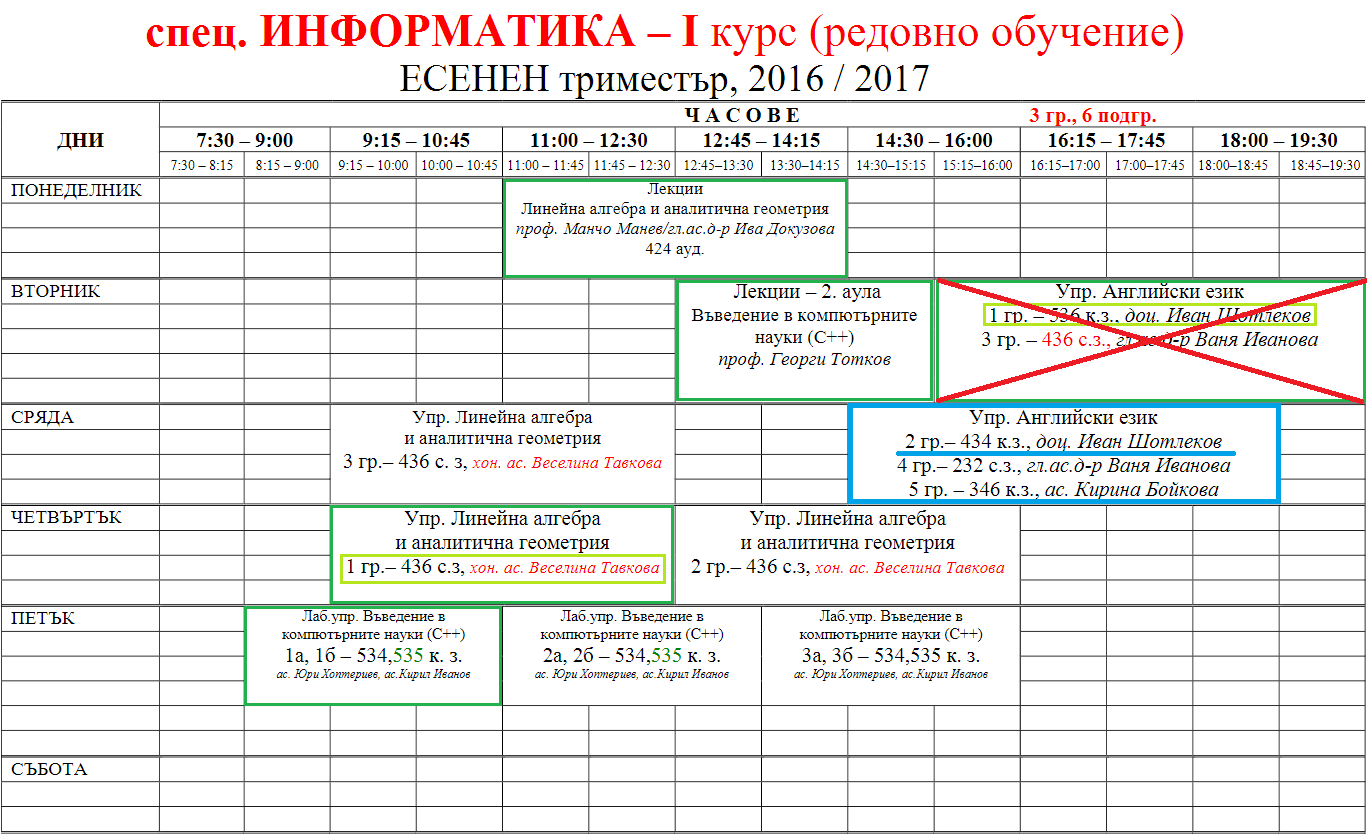 спец. ИНФОРМАТИКА – I курс (редовно обучение)
ЕСЕНЕН триместър, 2016 / 2017
ДНИ
Ч А С О В Е
3 гр., 6 подгр.
7:30 – 9:00
9:15 – 10:45
11:00 – 12:30
12:45 – 14:15
14:30 – 16:00
16:15 – 17:45
18:00 – 19:30
7:30 – 8:15
8:15 – 9:00
9:15 – 10:00
10:00 – 10:45
11:00 – 11:45
11:45 – 12:30
12:45–13:30
13:30–14:15
14:30–15:15
15:15–16:00
16:15–17:00
17:00–17:45
18:00–18:45
18:45–19:30
ПОНЕДЕЛНИК
Лекции
Линейна алгебра и аналитична геометрия
проф. Манчо Манев/гл.ас.д-р Ива Докузова
424 ауд.
ВТОРНИК
Лекции – 2. аула
Въведение в компютърните
науки (С++)
проф. Георги Тотков
Упр. Английски език
1 гр. – 536 к.з., доц. Иван Шотлеков
3 гр. – 436 с.з., гл.ас.д-р Ваня Иванова
СРЯДА
Упр. Линейна алгебра
и аналитична геометрия
3 гр.– 436 с. з, хон. ас. Веселина Тавкова
Упр. Английски език
2 гр.– 434 к.з., доц. Иван Шотлеков
4 гр.– 232 с.з., гл.ас.д-р Ваня Иванова
5 гр. – 346 к.з., ас. Кирина Бойкова
ЧЕТВЪРТЪК
Упр. Линейна алгебра
и аналитична геометрия
1 гр.– 436 с.з, хон. ас. Веселина Тавкова
Упр. Линейна алгебра
и аналитична геометрия
2 гр.– 436 с.з, хон. ас. Веселина Тавкова
ПЕТЪК
Лаб.упр. Въведение в
компютърните науки (С++)
1а, 1б – 534,535 к. з.
ас. Юри Хоптериев, ас.Кирил Иванов
Лаб.упр. Въведение в
компютърните науки (С++)
2а, 2б – 534,535 к. з.
ас. Юри Хоптериев, ас.Кирил Иванов
Лаб.упр. Въведение в
компютърните науки (С++)
3а, 3б – 534,535 к. з.
ас. Юри Хоптериев, ас.Кирил Иванов
СЪБОТА